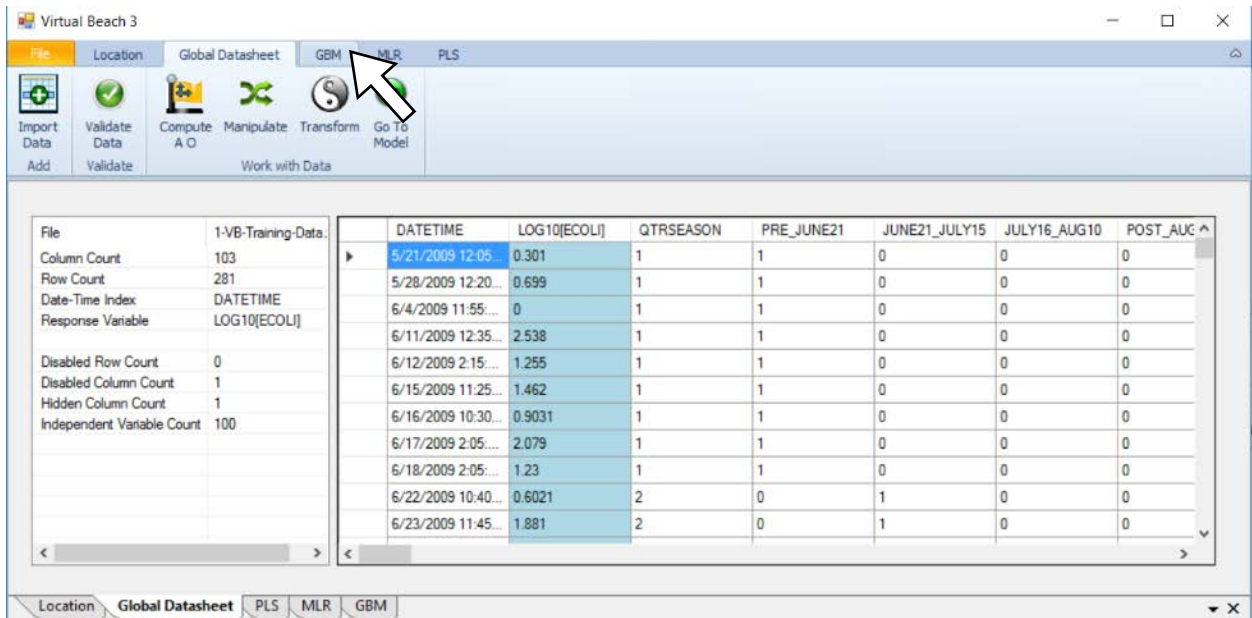 Virtual Beach 3
File Location Global Datasheet GBM MLR PLS
Import Data Validate Data Compute A O Manipulate Transform Go To Model
Add Validate Work with Data
File 1-VB-Training-Data.
Column Count 103
Row Count 281
Date-Time Index DATETIME
Response Variable LOG10[ECOLI]
Disabled Row Count 0
Disabled Column Count 1
Hidden Column Count 1
Independent Variable Count 100
DATETIME LOG10[ECOLI] QTRSEASON PRE_JUNE21 JUNE21_JULY15 JULY16_AUG10 POST_AUG
5/21/2009 12:05... 0.301 1 1 0 0 0
5/28/2009 12:20... 0.699 1 1 0 0 0
6/4/2009 11:55:... 0 1 1 0 0 0
6/11/2009 12:35... 2.538 1 1 0 0 0
6/12/2009 2:15:... 1.255 1 1 0 0 0
6/15/2009 11:25... 1.462 1 1 0 0 0
6/16/2009 10:30... 0.9031 1 1 0 0 0
6/17/2009 2:05:... 2.079 1 1 0 0 0
6/18/2009 2:05:... 1.23 1 1 0 0 0
6/22/2009 10:40... 0.6021 2 0 1 0 0
6/23/2009 11:45... 1.881 2 0 1 0 0
Location Global Datasheet PLS MLR GBM